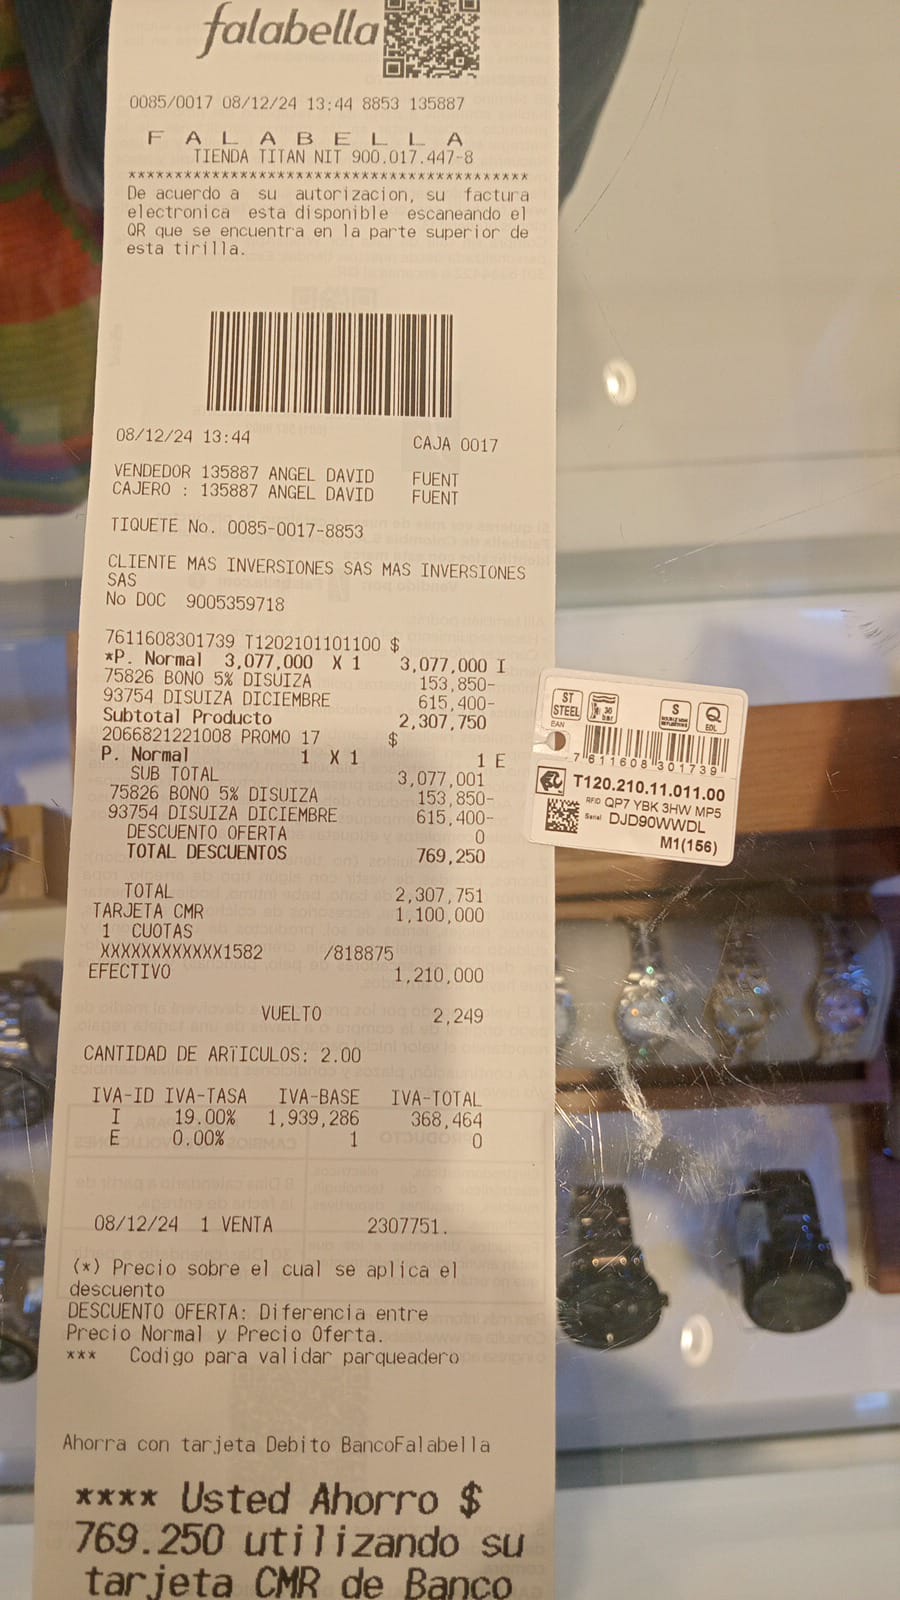 falabella
0085/0017 08/12/24 13:44 8853 135887
F A L A B E L L A
TIENDA TITAN NIT 900.017.447-8
*******************************************
De acuerdo a su autorizacion, su factura
electronica esta disponible escaneando el
QR que se encuentra en la parte superior de
esta tirilla.
08/12/24 13:44 CAJA 0017
VENDEDOR 135887 ANGEL DAVID FUENT
CAJERO : 135887 ANGEL DAVID FUENT
TIQUETE No. 0085-0017-8853
CLIENTE MAS INVERSIONES SAS MAS INVERSIONES
SAS
No DOC 9005359718
7611608301739 T1202101101100 $
*P. Normal 3,077,000 X 1 3,077,000 I
75826 BONO 5% DISUIZA 153,850-
93754 DISUIZA DICIEMBRE 615,400-
Subtotal Producto 2,307,750
2066821221008 PROMO 17 $
P. Normal 1 X 1 1 E
SUB TOTAL 3,077,001
75826 BONO 5% DISUIZA 153,850-
93754 DISUIZA DICIEMBRE 615,400-
DESCUENTO OFERTA 0
TOTAL DESCUENTOS 769,250
TOTAL 2,307,751
TARJETA CMR 1,100,000
1 CUOTAS
XXXXXXXXXXXX1582 /818875
EFECTIVO 1,210,000
VUELTO 2,249
CANTIDAD DE ARTICULOS: 2.00
IVA-ID IVA-TASA IVA-BASE IVA-TOTAL
I 19.00% 1,939,286 368,464
E 0.00% 1 0
08/12/24 1 VENTA 2307751.
(*) Precio sobre el cual se aplica el
descuento
DESCUENTO OFERTA: Diferencia entre
Precio Normal y Precio Oferta.
*** Codigo para validar parqueadero
Ahorra con tarjeta Debito BancoFalabella
**** Usted Ahorro $
769.250 utilizando su
tarjeta CMR de Banco
ST
STEEL
30
bar
S
Q
EOL
EAN
7 611608 301739
T120.210.11.011.00
RFID QP7 YBK 3HW MP5
Serial DJD90WWDL
M1(156)